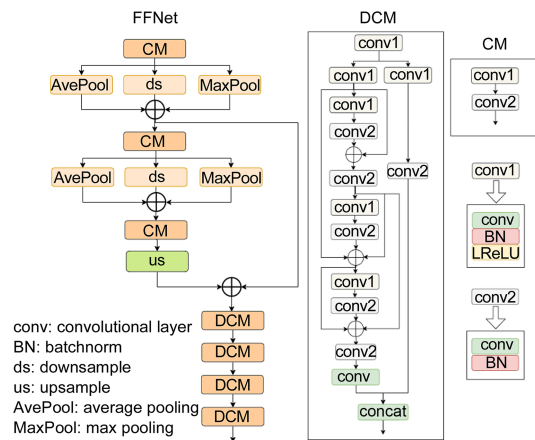 FFNet
CM
AvePool ds MaxPool
CM
AvePool ds MaxPool
CM
us
DCM
DCM
DCM
DCM
conv: convolutional layer
BN: batchnorm
ds: downsample
us: upsample
AvePool: average pooling
MaxPool: max pooling
DCM
conv1
conv1 conv1
conv1
conv2
conv2 conv2
conv1
conv2
conv1
conv2
conv2
conv
concat
CM
conv1
conv2
conv1
conv
BN
LReLU
conv2
conv
BN